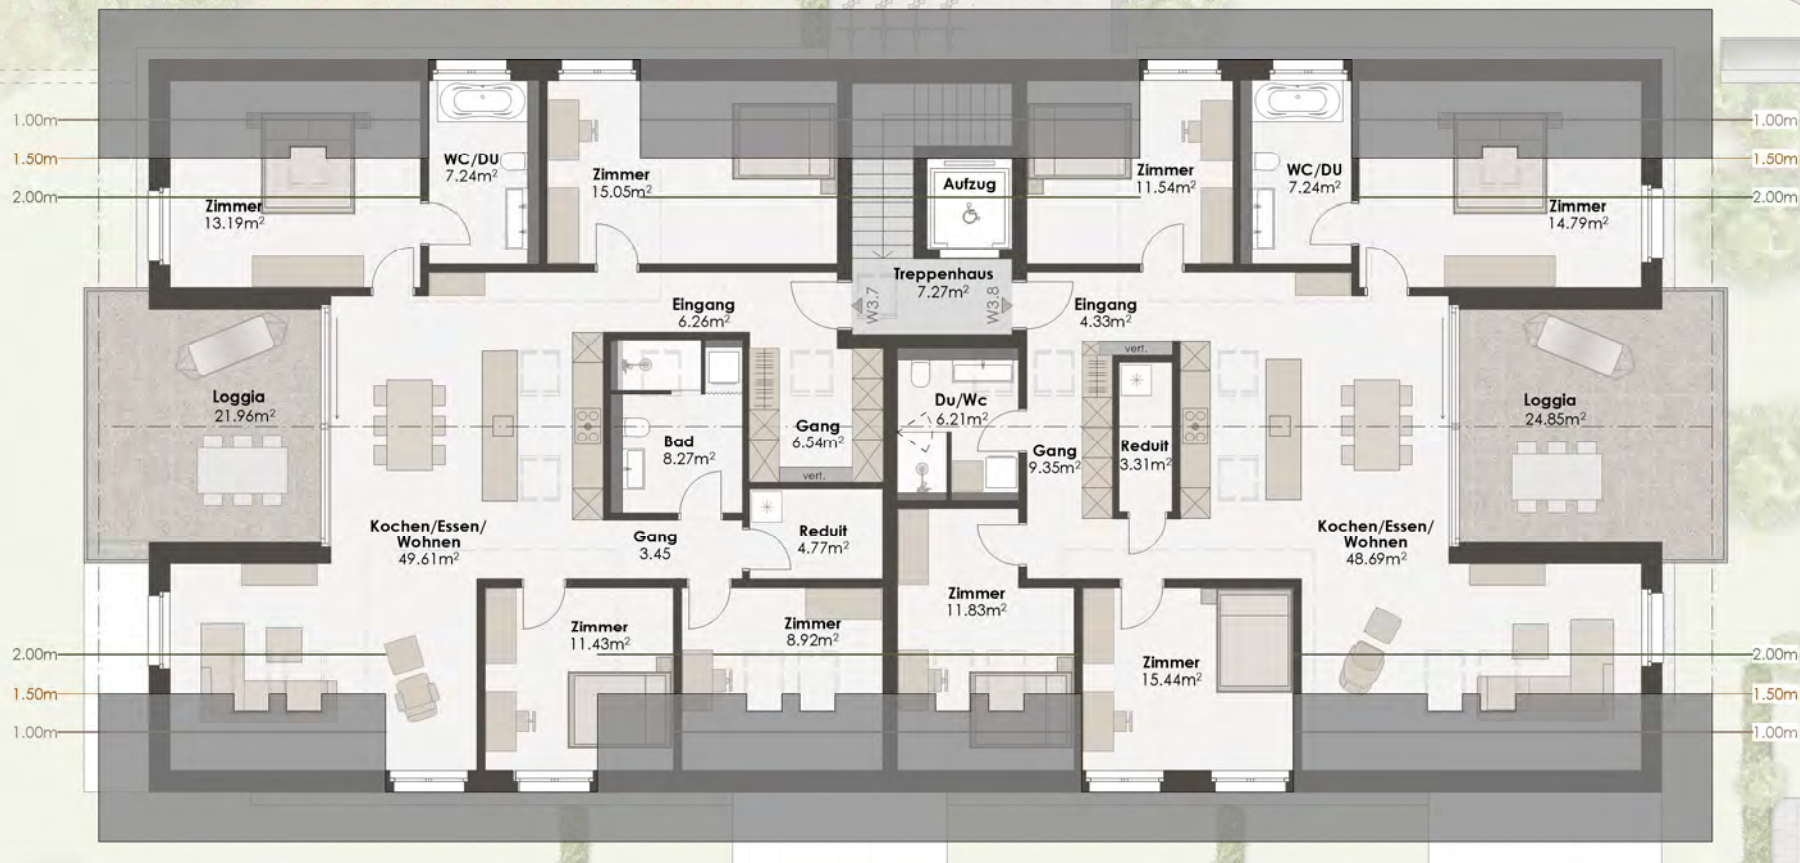 1.00m
1.50m
2.00m
Zimmer
13.19m²
WC/DU
7.24m²
Zimmer
15.05m²
Aufzug
Zimmer
11.54m²
WC/DU
7.24m²
Zimmer
14.79m²
1.00m
1.50m
2.00m
Treppenhaus
7.27m²
W3.7
W3.8
Eingang
6.26m²
Eingang
4.33m²
Loggia
21.96m²
Bad
8.27m²
Gang
6.54m²
vert.
Du/Wc
6.21m²
Gang
9.35m²
vert.
Reduit
3.31m²
Loggia
24.85m²
Kochen/Essen/
Wohnen
49.61m²
Gang
3.45
Reduit
4.77m²
Kochen/Essen/
Wohnen
48.69m²
Zimmer
11.43m²
Zimmer
8.92m²
Zimmer
11.83m²
Zimmer
15.44m²
2.00m
1.50m
1.00m
2.00m
1.50m
1.00m